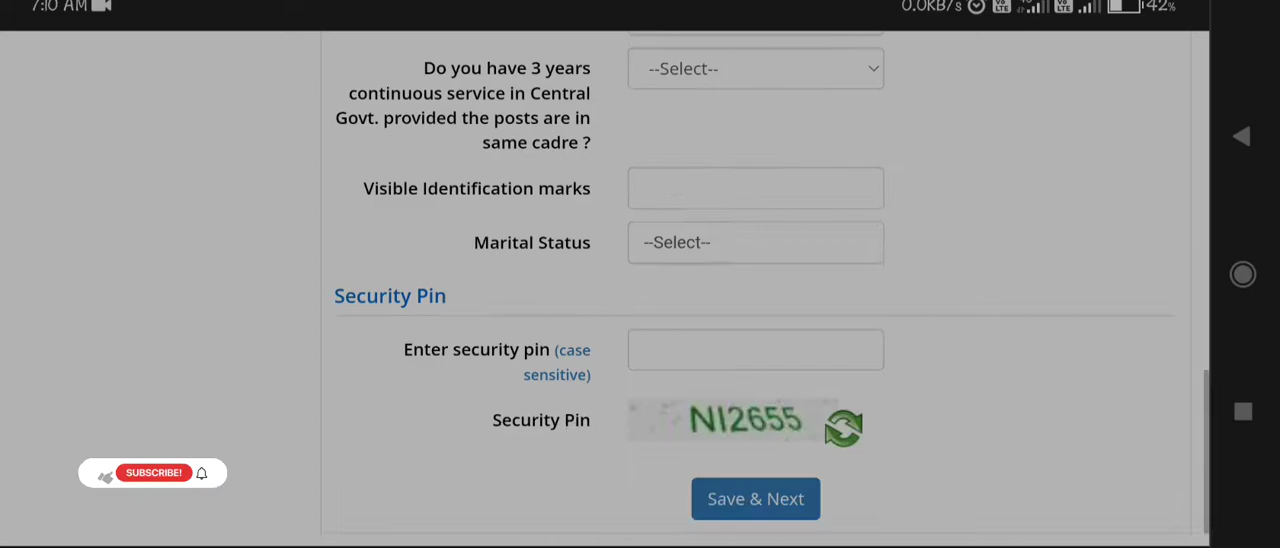 7:10 AM
0.0KB/s 42%
Do you have 3 years
continuous service in Central
Govt. provided the posts are in
same cadre ?
--Select--
Visible Identification marks
Marital Status
--Select--
Security Pin
Enter security pin (case
sensitive)
Security Pin
NI2655
SUBSCRIBE!
Save & Next